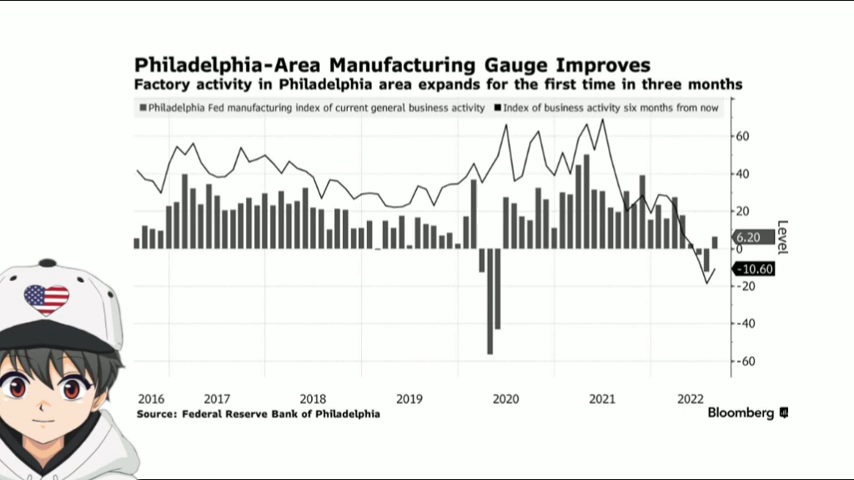 Philadelphia-Area Manufacturing Gauge Improves
Factory activity in Philadelphia area expands for the first time in three months
Philadelphia Fed manufacturing index of current general business activity Index of business activity six months from now
60
40
20
6.20
0
Level
-10.60
-20
-40
-60
2016 2017 2018 2019 2020 2021 2022
Source: Federal Reserve Bank of Philadelphia
Bloomberg